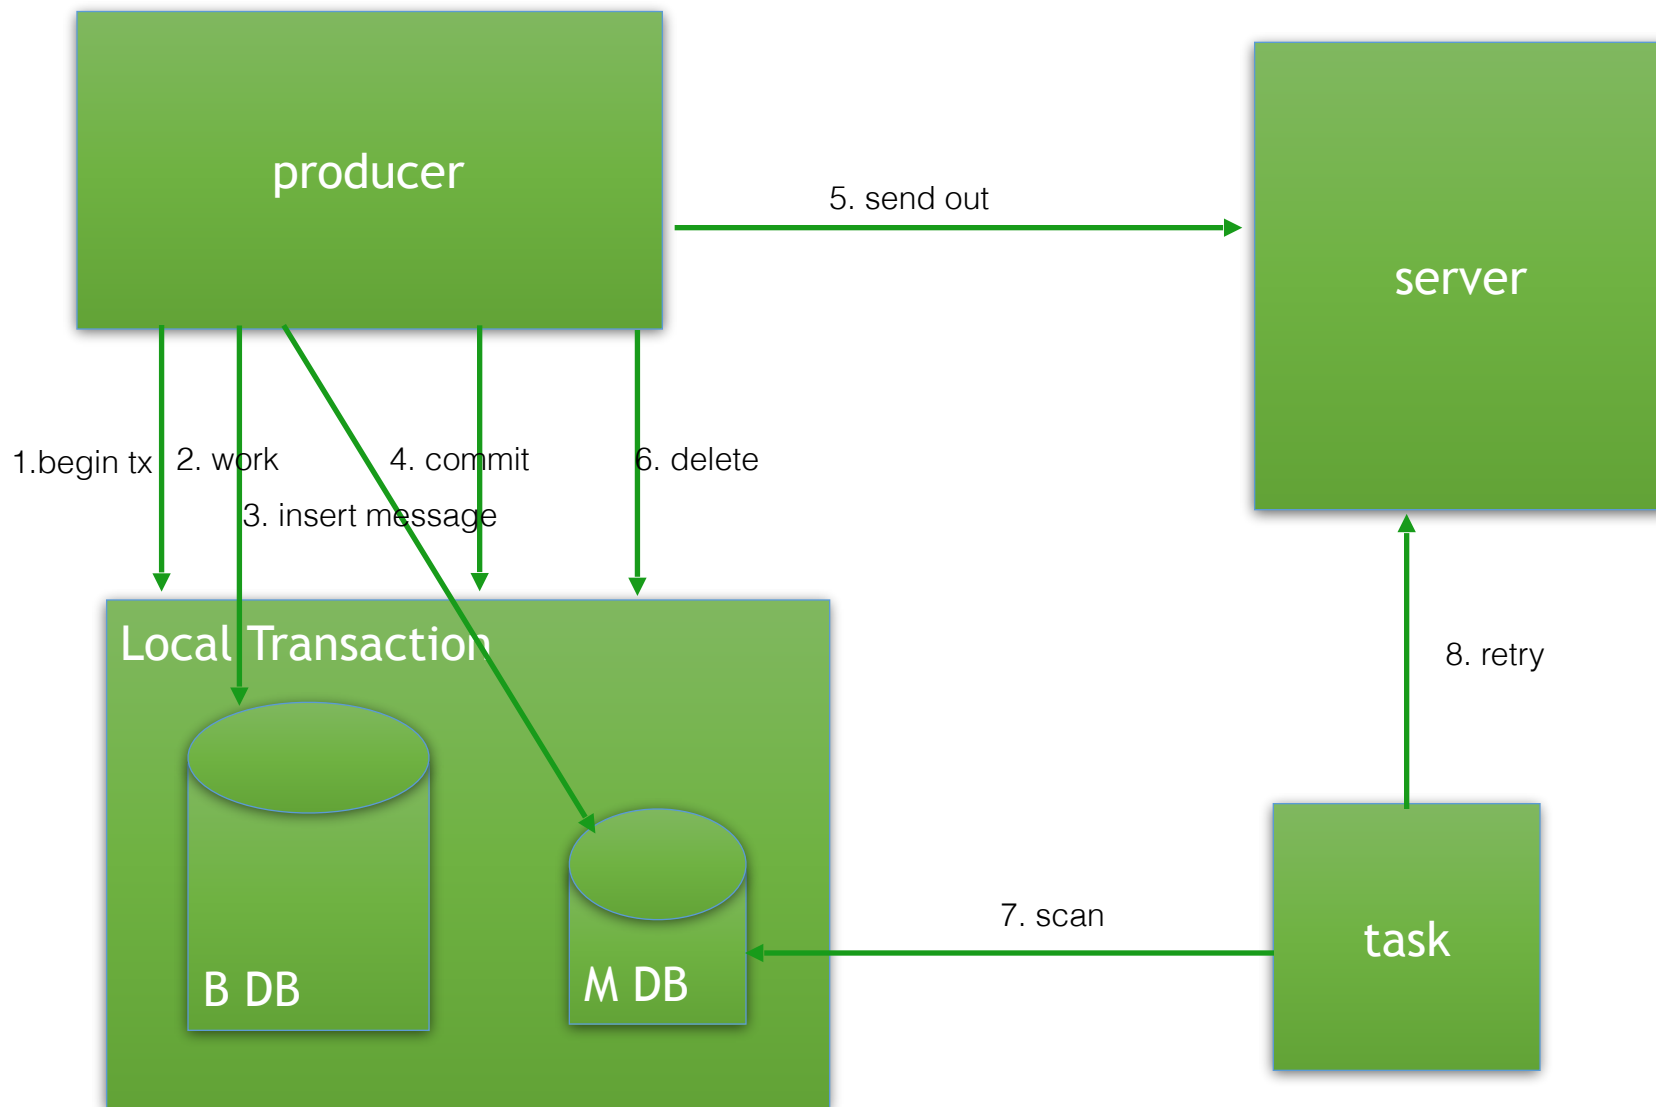 producer
5. send out
server
1.begin tx
2. work
4. commit
6. delete
3. insert message
Local Transaction
8. retry
7. scan
task
B DB
M DB